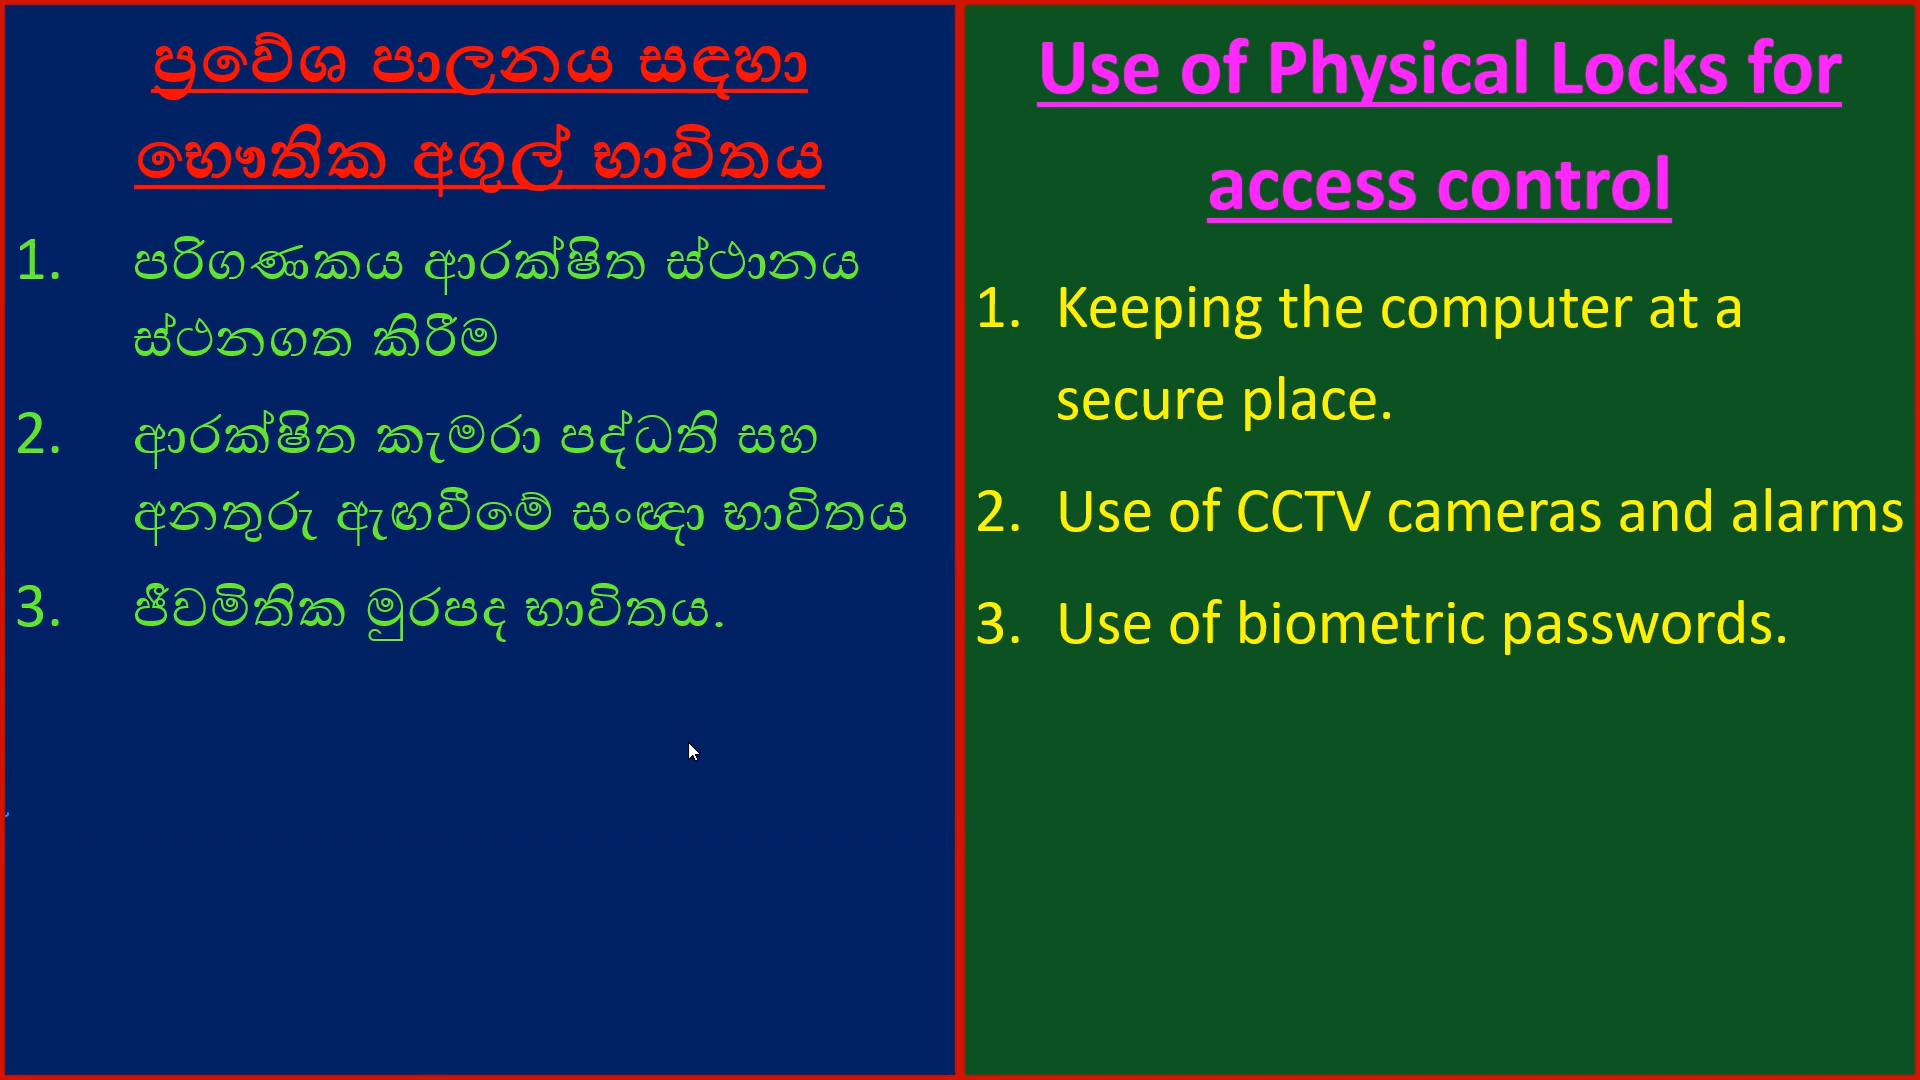 ප්‍රවේශ පාලනය සඳහා
භෞතික අගුල් භාවිතය
1. පරිගණකය ආරක්ෂිත ස්ථානය
ස්ථනගත කිරීම
2. ආරක්ෂිත කැමරා පද්ධති සහ
අනතුරු ඇඟවීමේ සංඥා භාවිතය
3. ජීවමිතික මුරපද භාවිතය.
Use of Physical Locks for
access control
1. Keeping the computer at a
secure place.
2. Use of CCTV cameras and alarms
3. Use of biometric passwords.